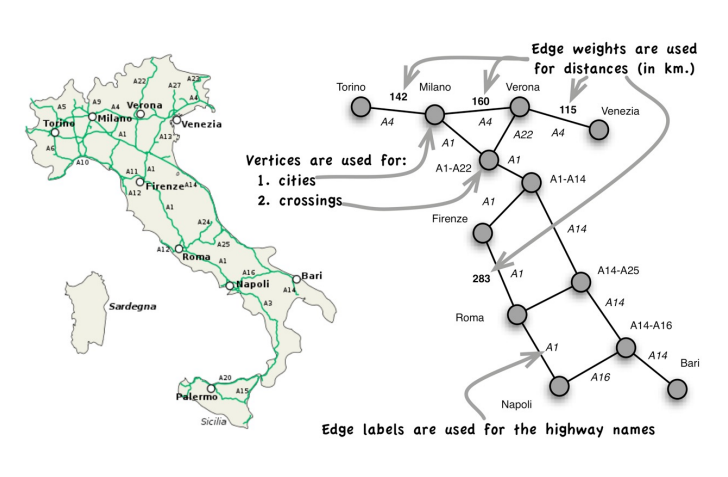 A22
A27
A23
A5
A9
A4
Verona
A4
Torino
Milano
Venezia
A6
A1
A13
A10
A11
A1
Firenze
A14
A12
A1
A24
A12
Roma
A25
A1
A16
Bari
Napoli
A14
A3
Sardegna
A20
Palermo
A15
Sicilia
Edge weights are used
for distances (in km.)
Torino
Milano
Verona
142
160
115
Venezia
A4
A4
A22
A4
A1
Vertices are used for:
1. cities
2. crossings
A1-A22
A1
A1-A14
A1
Firenze
A14
283
A1
A14-A25
Roma
A14
A14-A16
A1
A14
Bari
A16
Napoli
Edge labels are used for the highway names